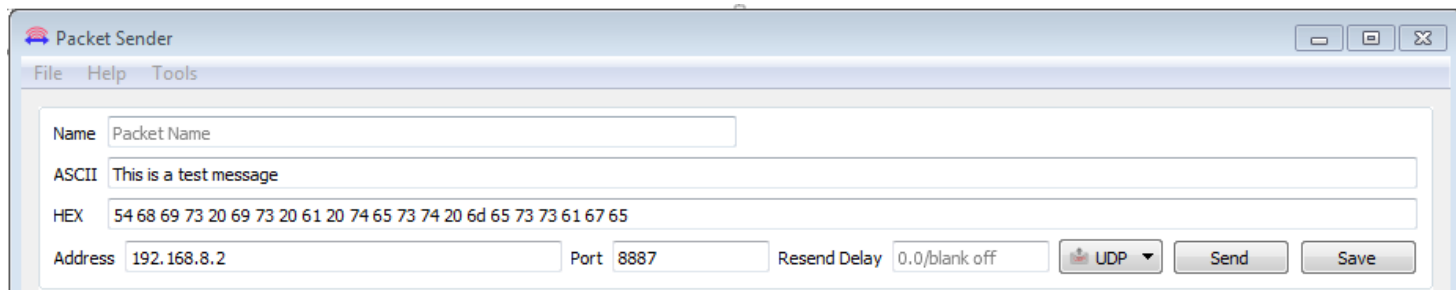 Packet Sender
File Help Tools
Name Packet Name
ASCII This is a test message
HEX 54 68 69 73 20 69 73 20 61 20 74 65 73 74 20 6d 65 73 73 61 67 65
Address 192.168.8.2 Port 8887 Resend Delay 0.0/blank off UDP Send Save